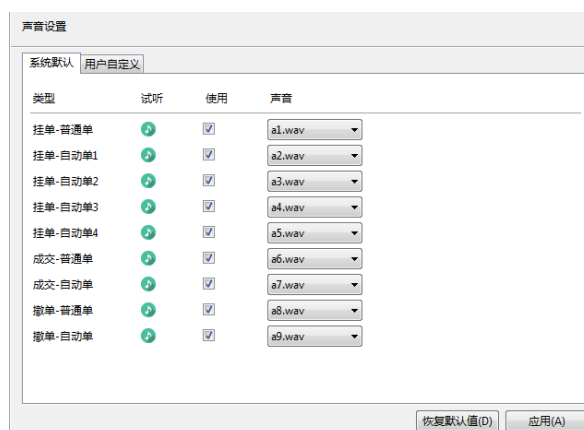 声音设置
系统默认 用户自定义
类型 试听 使用 声音
挂单-普通单 a1.wav
挂单-自动单1 a2.wav
挂单-自动单2 a3.wav
挂单-自动单3 a4.wav
挂单-自动单4 a5.wav
成交-普通单 a6.wav
成交-自动单 a7.wav
撤单-普通单 a8.wav
撤单-自动单 a9.wav
恢复默认值(D) 应用(A)